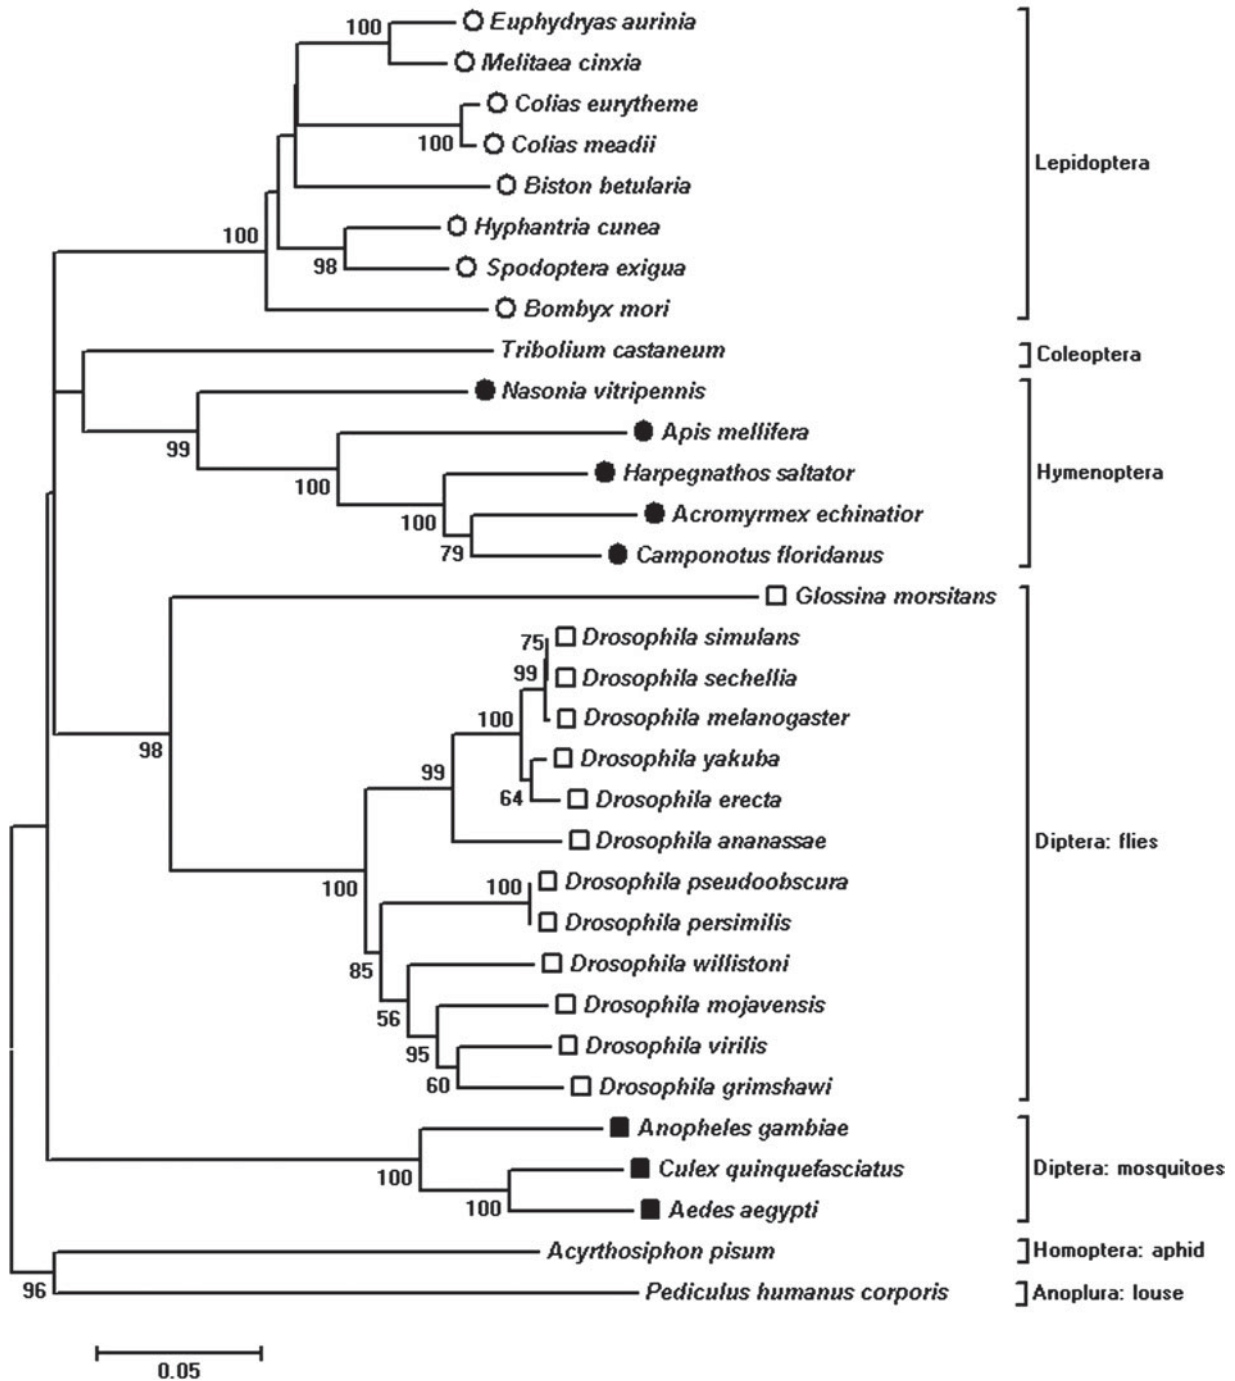 100
Euphydryas aurinia
Melitaea cinxia
Colias eurytheme
100
Colias meadii
Lepidoptera
Biston betularia
Hyphantria cunea
100
98
Spodoptera exigua
Bombyx mori
Tribolium castaneum
Coleoptera
Nasonia vitripennis
99
Apis mellifera
Harpegnathos saltator
Hymenoptera
100
Acromyrmex echinatior
100
79
Camponotus floridanus
Glossina morsitans
75
Drosophila simulans
99
Drosophila sechellia
100
Drosophila melanogaster
98
Drosophila yakuba
99
64
Drosophila erecta
Drosophila ananassae
Diptera: flies
100
100
Drosophila pseudoobscura
Drosophila persimilis
85
Drosophila willistoni
56
Drosophila mojavensis
95
Drosophila virilis
60
Drosophila grimshawi
Anopheles gambiae
100
Culex quinquefasciatus
Diptera: mosquitoes
100
Aedes aegypti
Acyrthosiphon pisum
Homoptera: aphid
96
Pediculus humanus corporis
Anoplura: louse
0.05